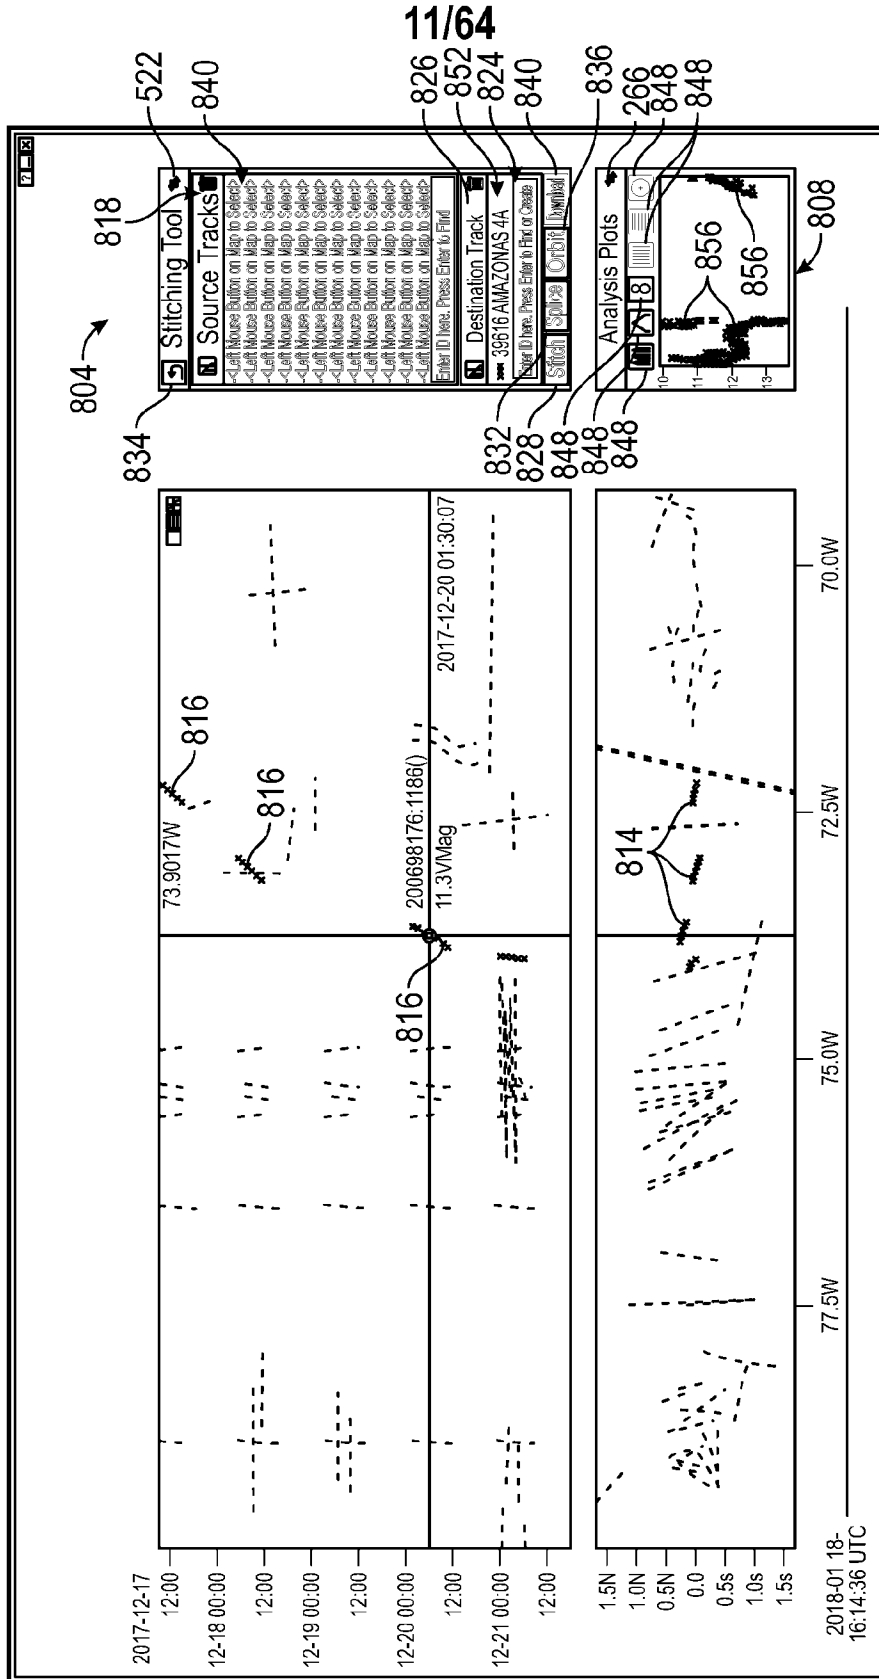 11/64
804
834
818
522
840
Stitching Tool
Source Tracks
<Left Mouse Button on Map to Select>
<Left Mouse Button on Map to Select>
<Left Mouse Button on Map to Select>
<Left Mouse Button on Map to Select>
<Left Mouse Button on Map to Select>
<Left Mouse Button on Map to Select>
<Left Mouse Button on Map to Select>
<Left Mouse Button on Map to Select>
<Left Mouse Button on Map to Select>
<Left Mouse Button on Map to Select>
<Left Mouse Button on Map to Select>
Enter ID here. Press Enter to Find
N Destination Track
39616 AMAZONAS 4A
Enter ID here. Press Enter to Find or Create
Stitch Splice Orbit Download
826
852
824
840
836
832
828
848
848
848
Analysis Plots
266
848
848
8
10
11
12
13
856
856
808
2017-12-17
12:00
12-18 00:00
12:00
12-19 00:00
12:00
12-20 00:00
12:00
12-21 00:00
12:00
73.9017W
816
816
816
200698176:1186()
11.3VMag
2017-12-20 01:30:07
1.5N
1.0N
0.5N
0.0
0.5s
1.0s
1.5s
814
77.5W
75.0W
72.5W
70.0W
2018-01 18-
16:14:36 UTC